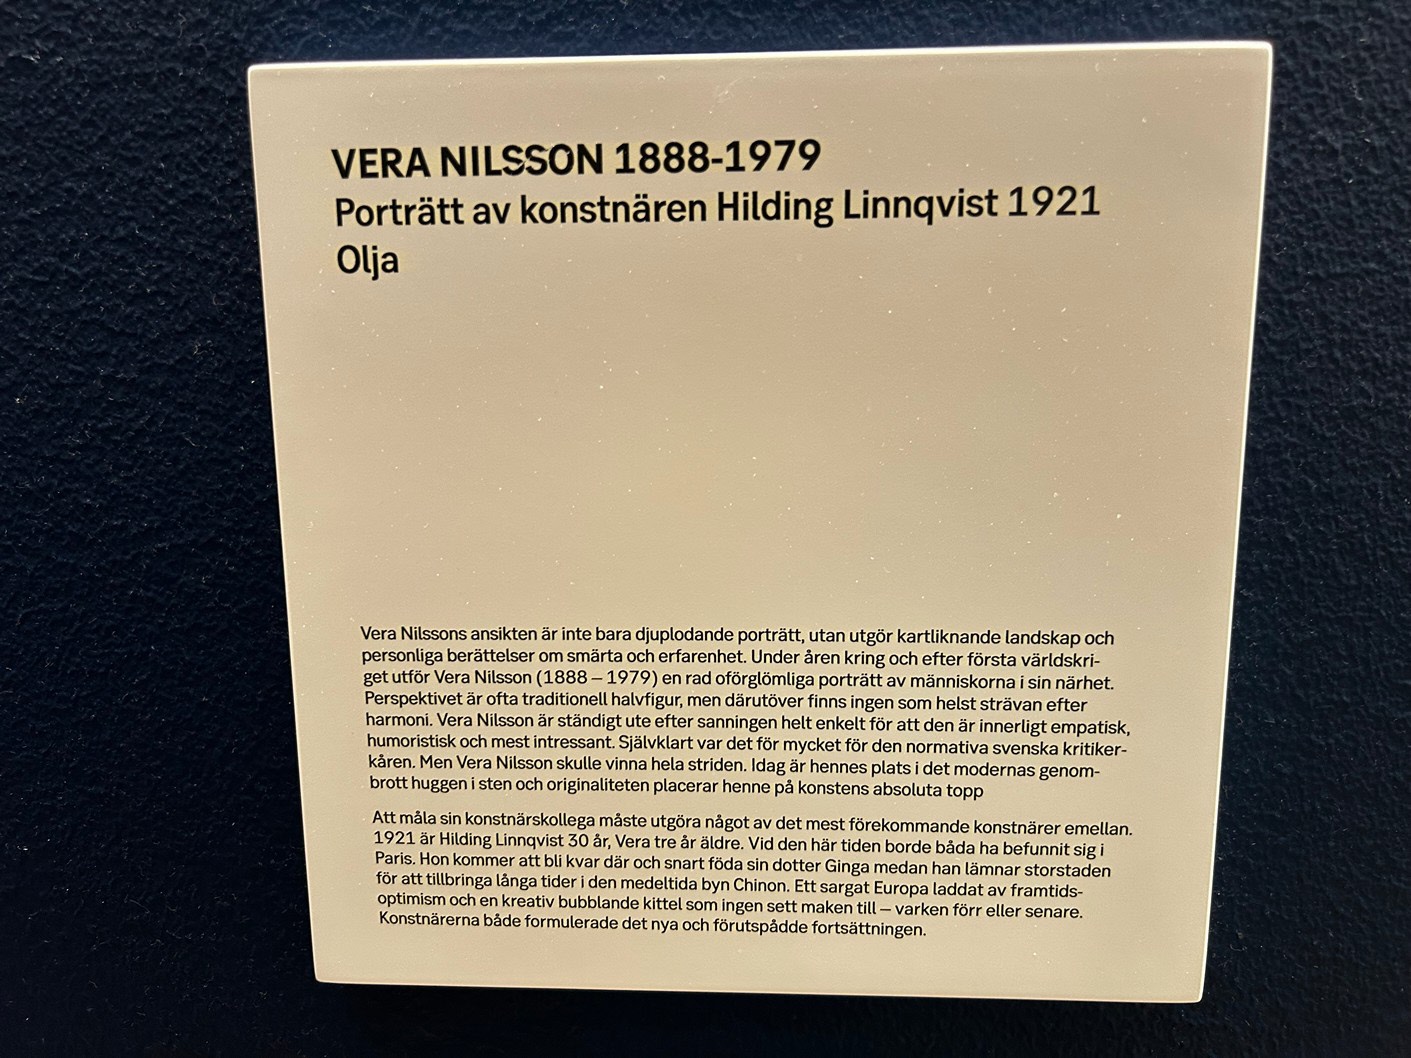 VERA NILSSON 1888-1979
Porträtt av konstnären Hilding Linnqvist 1921
Olja
Vera Nilssons ansikten är inte bara djuplodande porträtt, utan utgör kartliknande landskap och
personliga berättelser om smärta och erfarenhet. Under åren kring och efter första världskri-
get utför Vera Nilsson (1888 – 1979) en rad oförglömliga porträtt av människorna i sin närhet.
Perspektivet är ofta traditionell halvfigur, men därutöver finns ingen som helst strävan efter
harmoni. Vera Nilsson är ständigt ute efter sanningen helt enkelt för att den är innerligt empatisk,
humoristisk och mest intressant. Självklart var det för mycket för den normativa svenska kritiker-
kåren. Men Vera Nilsson skulle vinna hela striden. Idag är hennes plats i det modernas genom-
brott huggen i sten och originaliteten placerar henne på konstens absoluta topp
Att måla sin konstnärskollega måste utgöra något av det mest förekommande konstnärer emellan.
1921 är Hilding Linnqvist 30 år, Vera tre år äldre. Vid den här tiden borde båda ha befunnit sig i
Paris. Hon kommer att bli kvar där och snart föda sin dotter Ginga medan han lämnar storstaden
för att tillbringa långa tider i den medeltida byn Chinon. Ett sargat Europa laddat av framtids-
optimism och en kreativ bubblande kittel som ingen sett maken till – varken förr eller senare.
Konstnärerna både formulerade det nya och förutspådde fortsättningen.